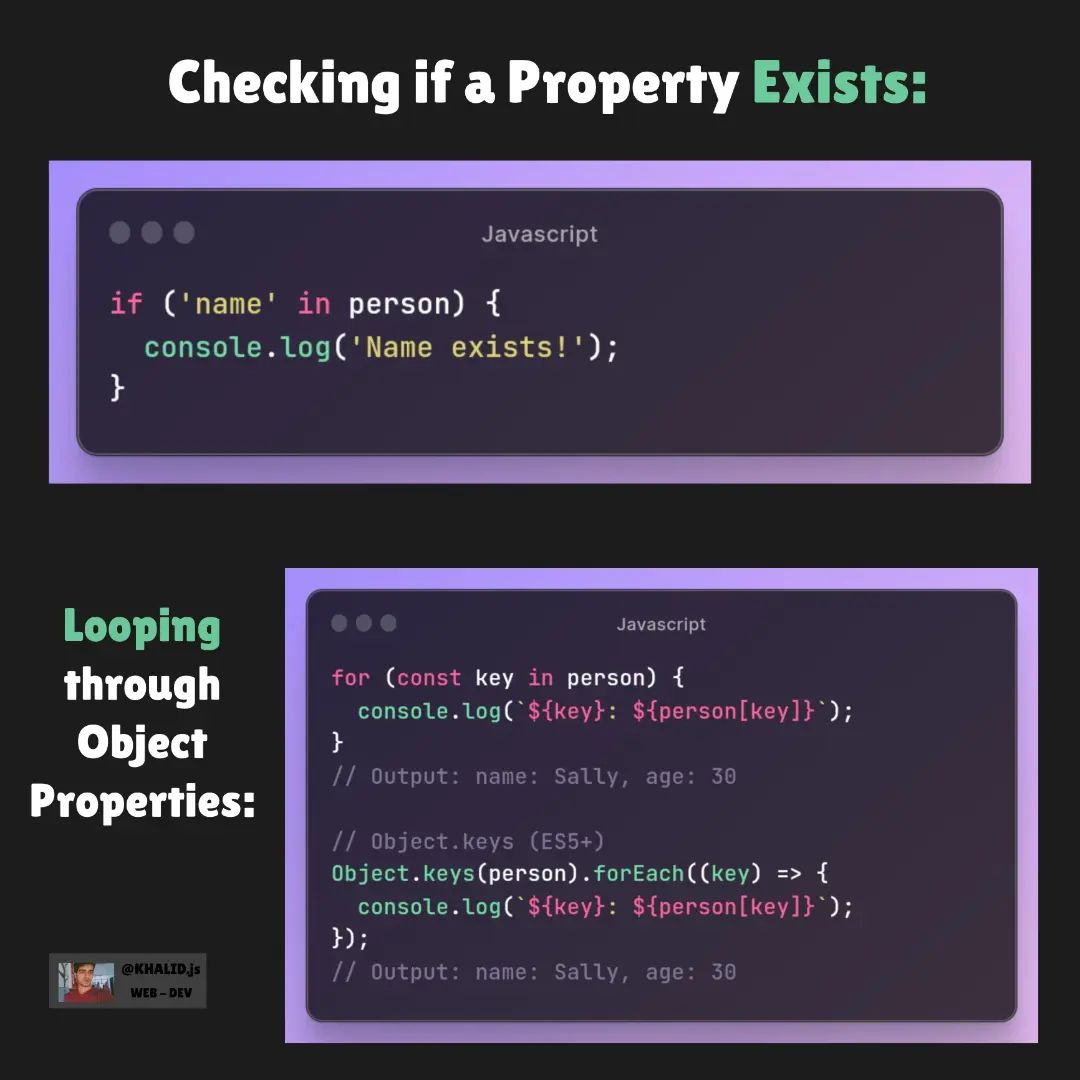 Checking if a Property Exists:
Javascript
if ('name' in person) {
  console.log('Name exists!');
}
Looping
through
Object
Properties:
Javascript
for (const key in person) {
  console.log(`${key}: ${person[key]}`);
}
// Output: name: Sally, age: 30

// Object.keys (ES5+)
Object.keys(person).forEach((key) => {
  console.log(`${key}: ${person[key]}`);
});
// Output: name: Sally, age: 30
@KHALID.js
WEB - DEV